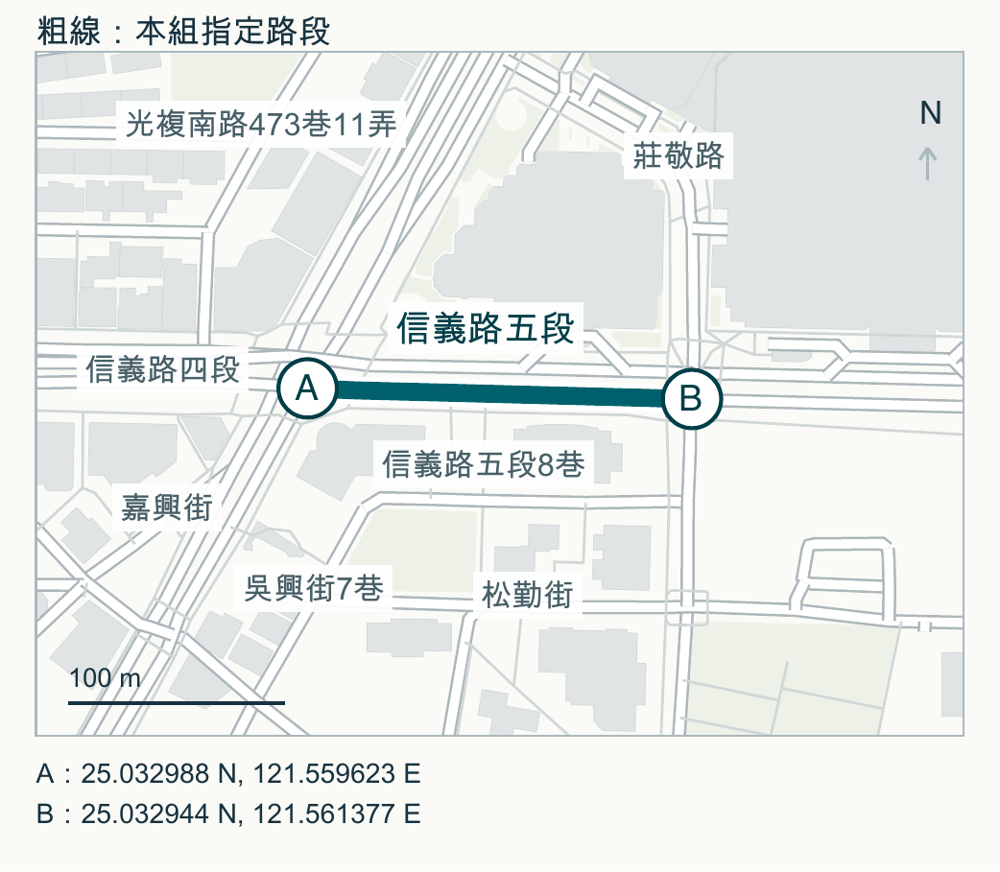 粗線：本組指定路段
光複南路473巷11弄
N
莊敬路
信義路五段
信義路四段
A
B
信義路五段8巷
嘉興街
吳興街7巷
松勤街
100 m
A：25.032988 N, 121.559623 E
B：25.032944 N, 121.561377 E